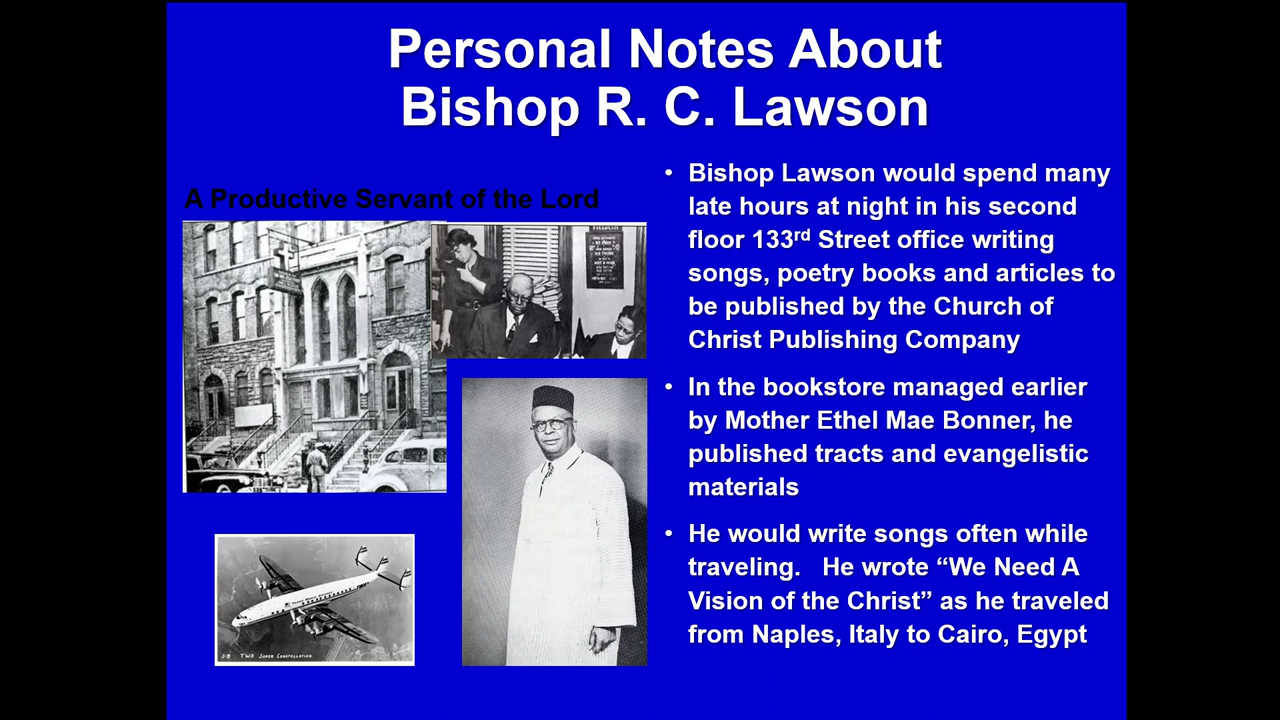 Personal Notes About
Bishop R. C. Lawson
A Productive Servant of the Lord
• Bishop Lawson would spend many
late hours at night in his second
floor 133rd Street office writing
songs, poetry books and articles to
be published by the Church of
Christ Publishing Company
• In the bookstore managed earlier
by Mother Ethel Mae Bonner, he
published tracts and evangelistic
materials
• He would write songs often while
traveling.   He wrote “We Need A
Vision of the Christ” as he traveled
from Naples, Italy to Cairo, Egypt
TWA Super Constellation